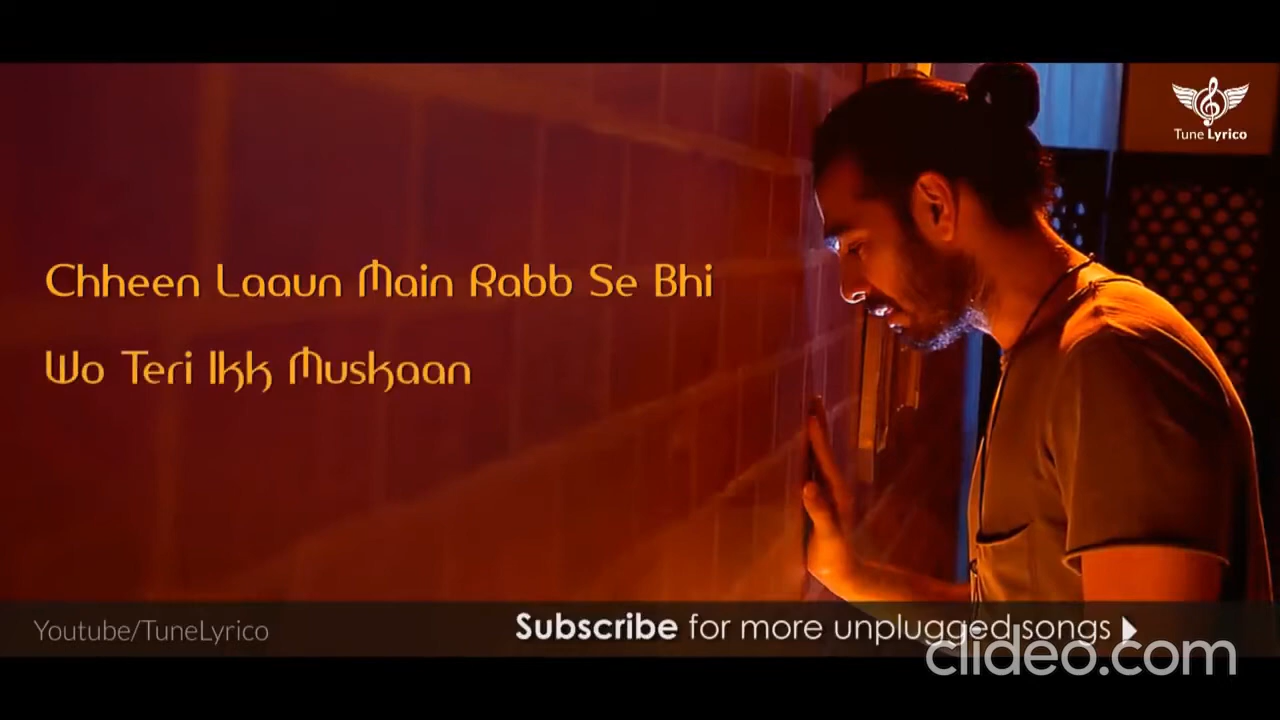 Tune Lyrico
Chheen Laaun Main Rabb Se Bhi
Wo Teri Ikk Muskaan
Youtube/TuneLyrico
Subscribe for more unplugged songs
clideo.com